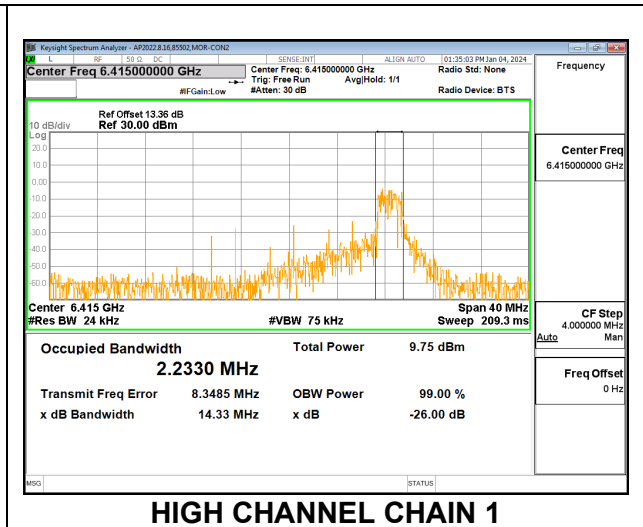 Keysight Spectrum Analyzer - AP2022.8.16,85502,MOR-CON2
L RF 50 Ω DC SENSE:INT ALIGN AUTO 01:35:03 PM Jan 04, 2024
Center Freq 6.415000000 GHz
Center Freq: 6.415000000 GHz
Radio Std: None
Trig: Free Run Avg|Hold: 1/1
#IFGain:Low #Atten: 30 dB Radio Device: BTS
Frequency
Ref Offset 13.36 dB
10 dB/div Ref 30.00 dBm
Log
20.0
10.0
0.00
-10.0
-20.0
-30.0
-40.0
-50.0
-60.0
Center 6.415 GHz Span 40 MHz
#Res BW 24 kHz #VBW 75 kHz Sweep 209.3 ms
Center Freq
6.415000000 GHz
CF Step
4.000000 MHz
Auto Man
Freq Offset
0 Hz
Occupied Bandwidth Total Power 9.75 dBm
2.2330 MHz
Transmit Freq Error 8.3485 MHz OBW Power 99.00 %
x dB Bandwidth 14.33 MHz x dB -26.00 dB
MSG STATUS
HIGH CHANNEL CHAIN 1